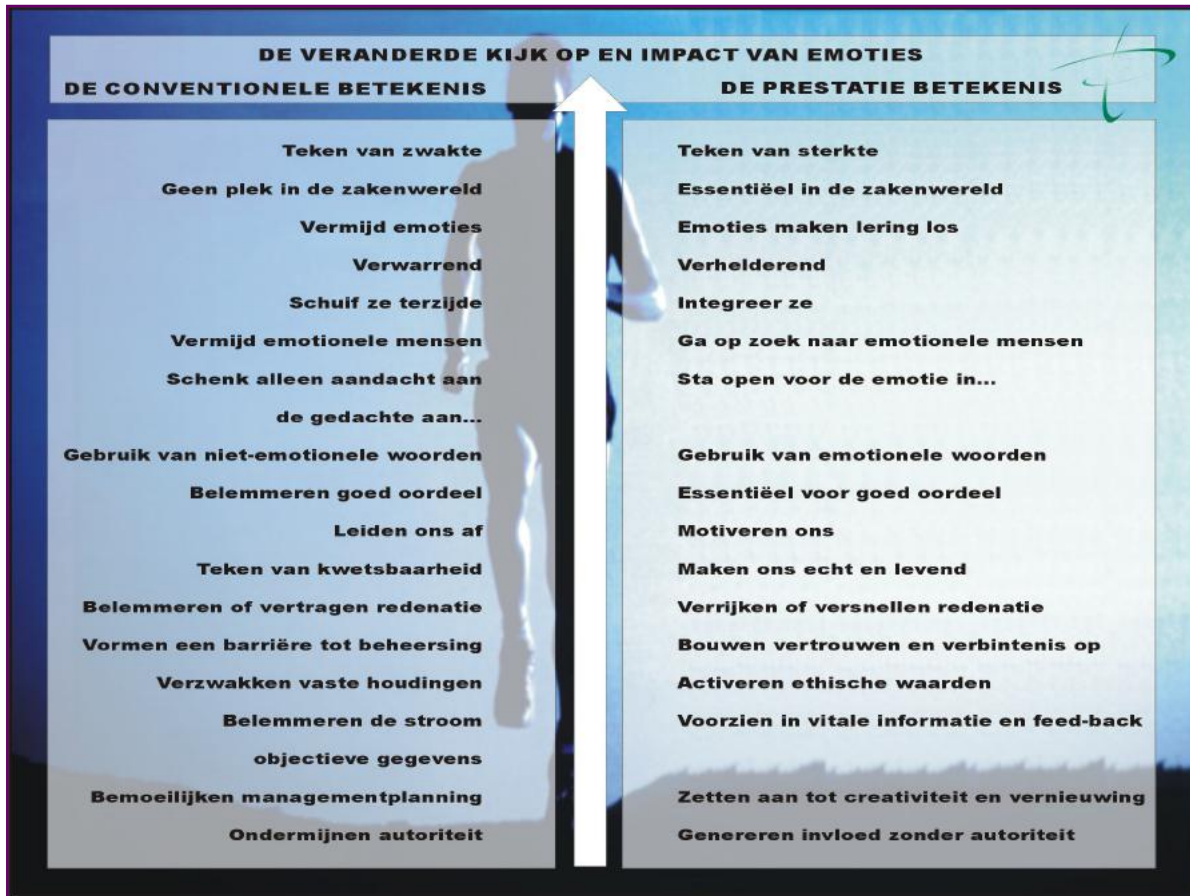 DE VERANDERDE KIJK OP EN IMPACT VAN EMOTIES
DE CONVENTIONELE BETEKENIS
DE PRESTATIE BETEKENIS
Teken van zwakte
Teken van sterkte
Geen plek in de zakenwereld
Essentiëel in de zakenwereld
Vermijd emoties
Emoties maken lering los
Verwarrend
Verhelderend
Schuif ze terzijde
Integreer ze
Vermijd emotionele mensen
Ga op zoek naar emotionele mensen
Schenk alleen aandacht aan
de gedachte aan...
Sta open voor de emotie in...
Gebruik van niet-emotionele woorden
Gebruik van emotionele woorden
Belemmeren goed oordeel
Essentiëel voor goed oordeel
Leiden ons af
Motiveren ons
Teken van kwetsbaarheid
Maken ons echt en levend
Belemmeren of vertragen redenatie
Verrijken of versnellen redenatie
Vormen een barrière tot beheersing
Bouwen vertrouwen en verbintenis op
Verzwakken vaste houdingen
Activeren ethische waarden
Belemmeren de stroom
objectieve gegevens
Voorzien in vitale informatie en feed-back
Bemoeilijken managementplanning
Zetten aan tot creativiteit en vernieuwing
Ondermijnen autoriteit
Genereren invloed zonder autoriteit